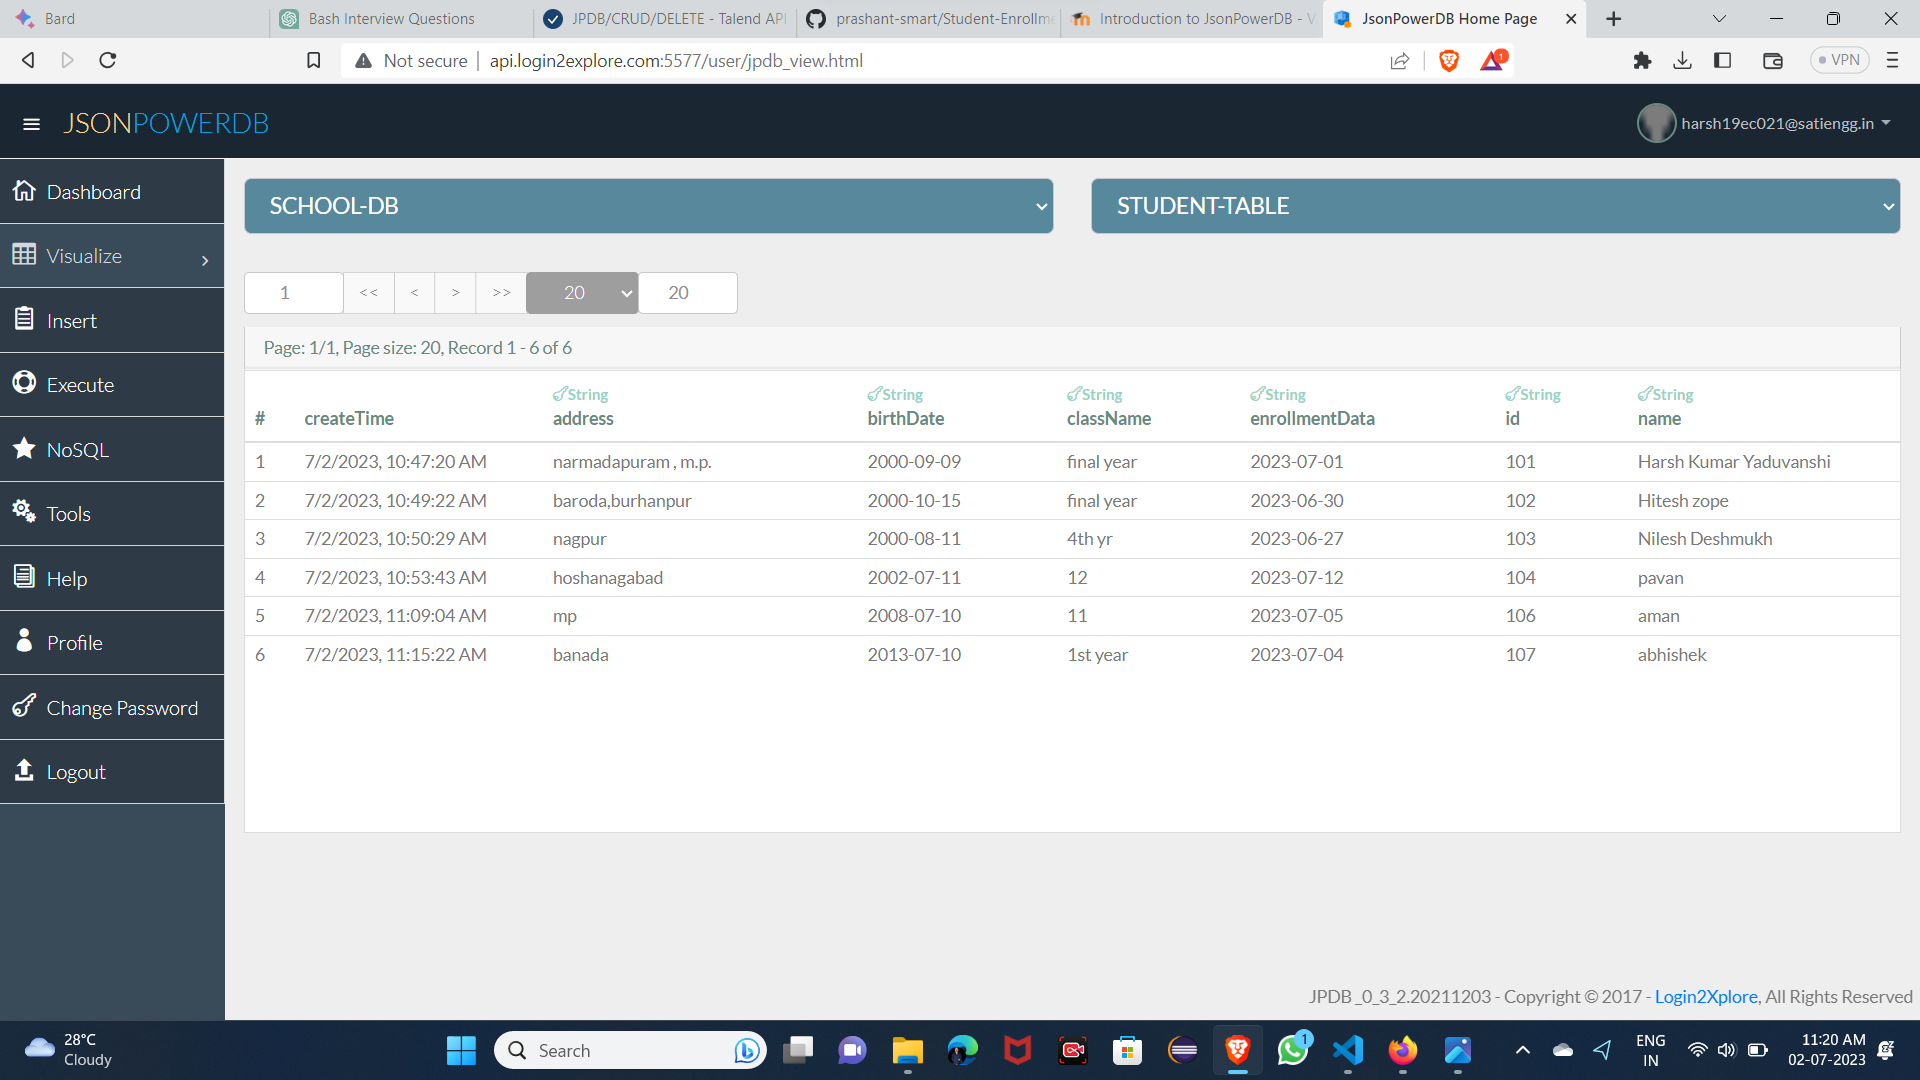 Bard
Bash Interview Questions
JPDB/CRUD/DELETE - Talend API
prashant-smart/Student-Enrollme
Introduction to JsonPowerDB - V
JsonPowerDB Home Page
Not secure
api.login2explore.com:5577/user/jpdb_view.html
1
VPN
JSONPOWERDB
harsh19ec021@satiengg.in
Dashboard
Visualize
Insert
Execute
NoSQL
Tools
Help
Profile
Change Password
Logout
SCHOOL-DB
STUDENT-TABLE
1 << < > >> 20 20
Page: 1/1, Page size: 20, Record 1 - 6 of 6
String String String String String String
# createTime address birthDate className enrollmentData id name
1 7/2/2023, 10:47:20 AM narmadapuram , m.p. 2000-09-09 final year 2023-07-01 101 Harsh Kumar Yaduvanshi
2 7/2/2023, 10:49:22 AM baroda,burhanpur 2000-10-15 final year 2023-06-30 102 Hitesh zope
3 7/2/2023, 10:50:29 AM nagpur 2000-08-11 4th yr 2023-06-27 103 Nilesh Deshmukh
4 7/2/2023, 10:53:43 AM hoshanagabad 2002-07-11 12 2023-07-12 104 pavan
5 7/2/2023, 11:09:04 AM mp 2008-07-10 11 2023-07-05 106 aman
6 7/2/2023, 11:15:22 AM banada 2013-07-10 1st year 2023-07-04 107 abhishek
JPDB_0_3_2.20211203 - Copyright © 2017 - Login2Xplore, All Rights Reserved
28°C
Cloudy
Search
1
ENG
IN
11:20 AM
02-07-2023